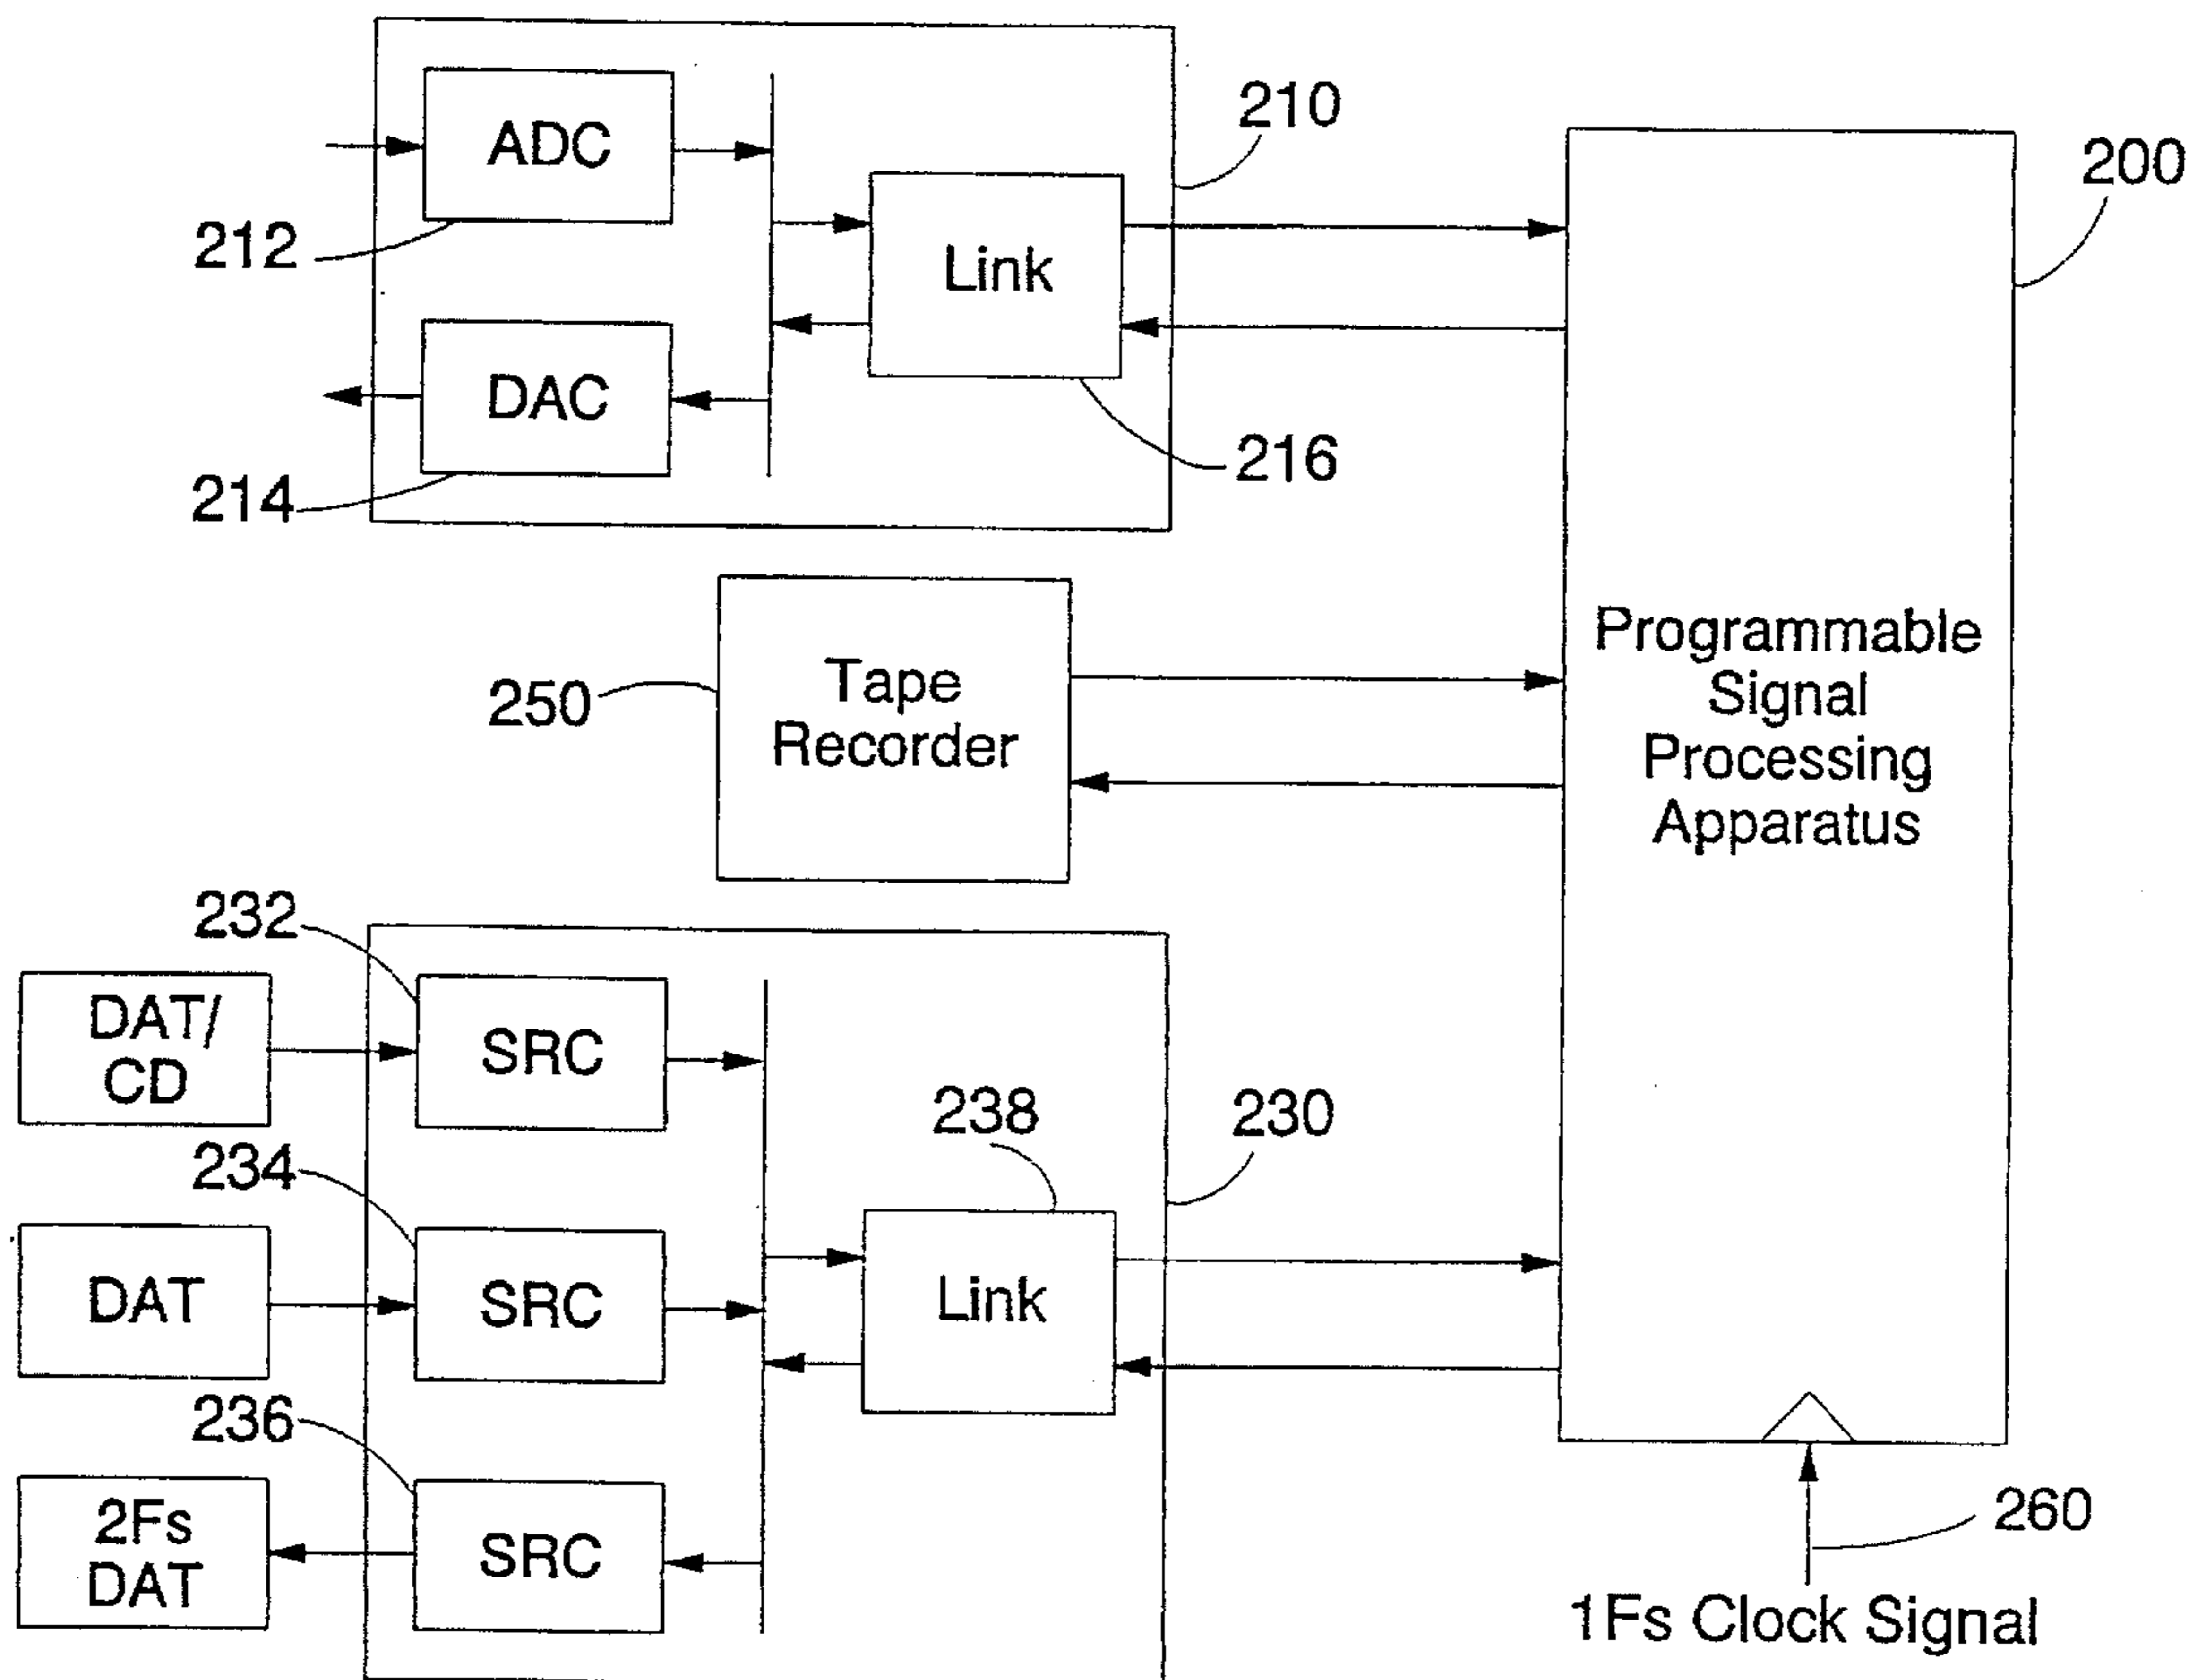 ADC
210
200
212
Link
DAC
216
214
Programmable
Signal
Processing
Apparatus
Tape
Recorder
250
232
DAT/
CD
SRC
238
230
234
DAT
SRC
Link
236
2Fs
DAT
SRC
260
1Fs Clock Signal